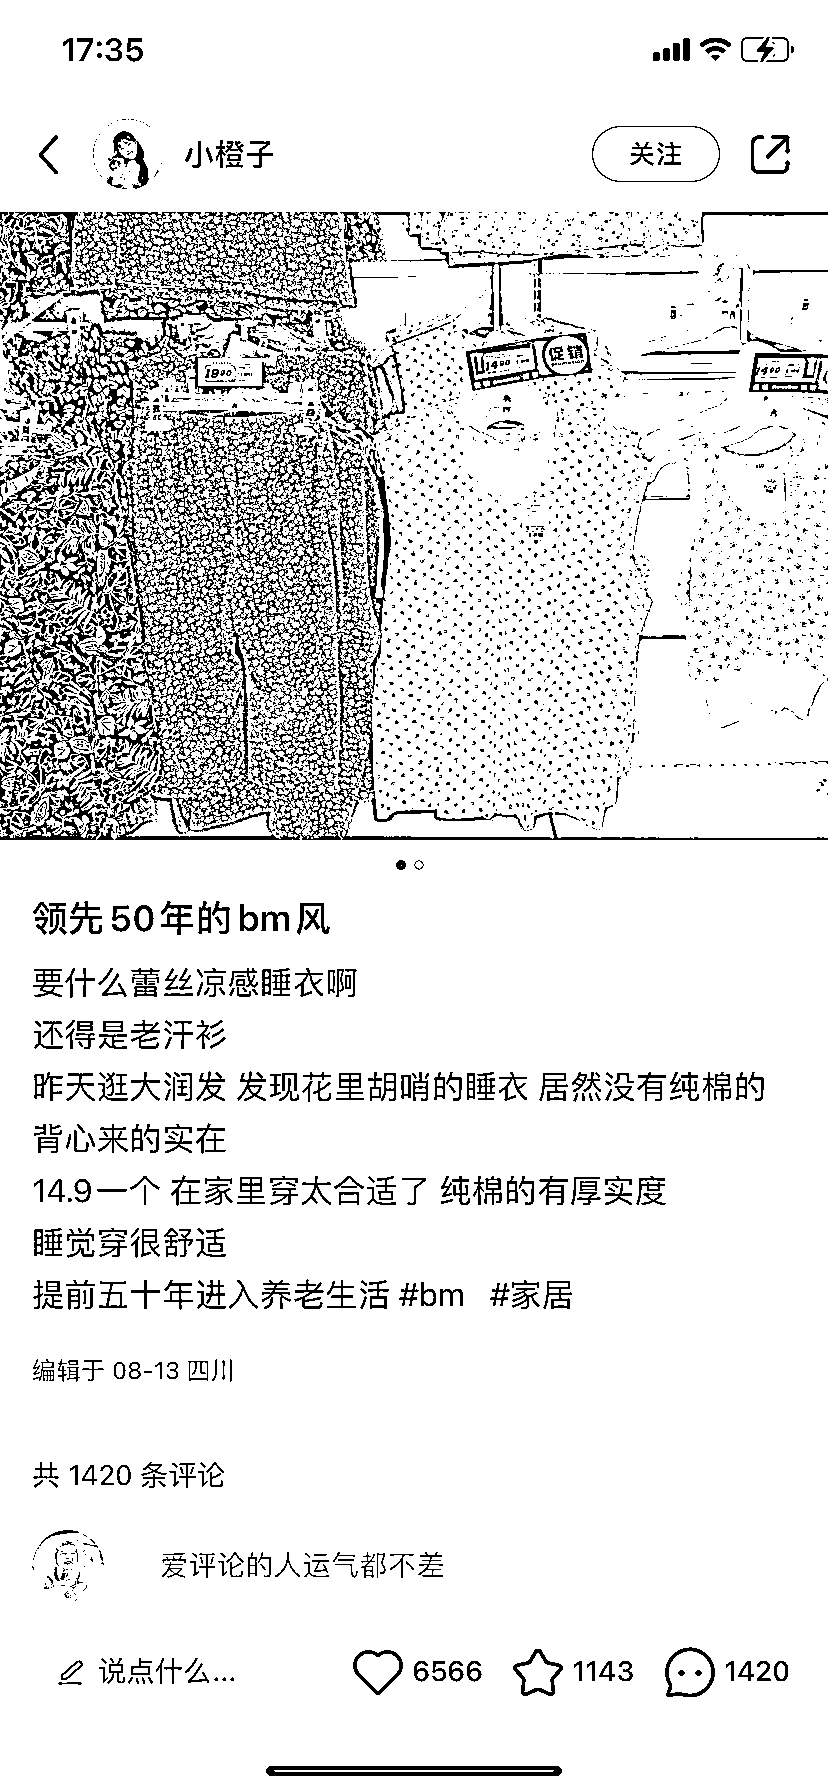 17:35
小橙子
关注
1800
1490
促销
1490
领先50年的bm风
要什么蕾丝凉感睡衣啊
还得是老汗衫
昨天逛大润发 发现花里胡哨的睡衣 居然没有纯棉的
背心来的实在
14.9一个 在家里穿太合适了 纯棉的有厚实度
睡觉穿很舒适
提前五十年进入养老生活 #bm #家居
编辑于 08-13 四川
共 1420 条评论
爱评论的人运气都不差
说点什么...
6566
1143
1420